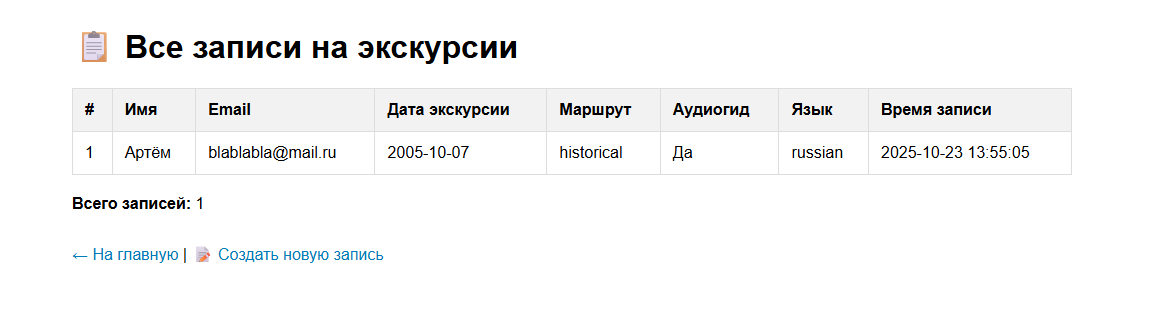 Все записи на экскурсии
# Имя Email Дата экскурсии Маршрут Аудиогид Язык Время записи
1 Артём blablabla@mail.ru 2005-10-07 historical Да russian 2025-10-23 13:55:05
Всего записей: 1
← На главную | Создать новую запись